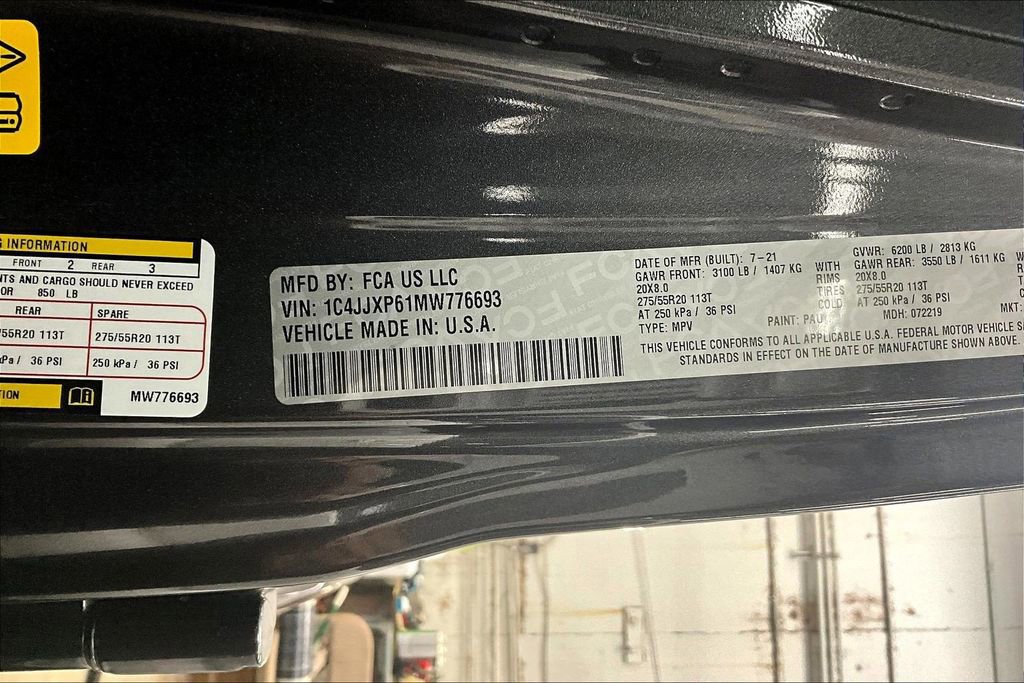 G INFORMATION
FRONT 2 REAR 3
NTS AND CARGO SHOULD NEVER EXCEED
OR 850 LB
REAR SPARE
/55R20 113T 275/55R20 113T
kPa / 36 PSI 250 kPa / 36 PSI
ION
MW776693
MFD BY: FCA US LLC
VIN: 1C4JJXP61MW776693
VEHICLE MADE IN: U.S.A.
DATE OF MFR (BUILT): 7-21
GAWR FRONT: 3100 LB / 1407 KG
20X8.0
275/55R20 113T
AT 250 kPa / 36 PSI
TYPE: MPV
PAINT: PAU
WITH
RIMS
TIRES
COLD
GVWR: 6200 LB / 2813 KG
GAWR REAR: 3550 LB / 1611 KG
20X8.0
275/55R20 113T
AT 250 kPa / 36 PSI
MDH: 072219
WITH
MKT:
THIS VEHICLE CONFORMS TO ALL APPLICABLE U.S.A. FEDERAL MOTOR VEHICLE S
STANDARDS IN EFFECT ON THE DATE OF MANUFACTURE SHOWN ABOVE.